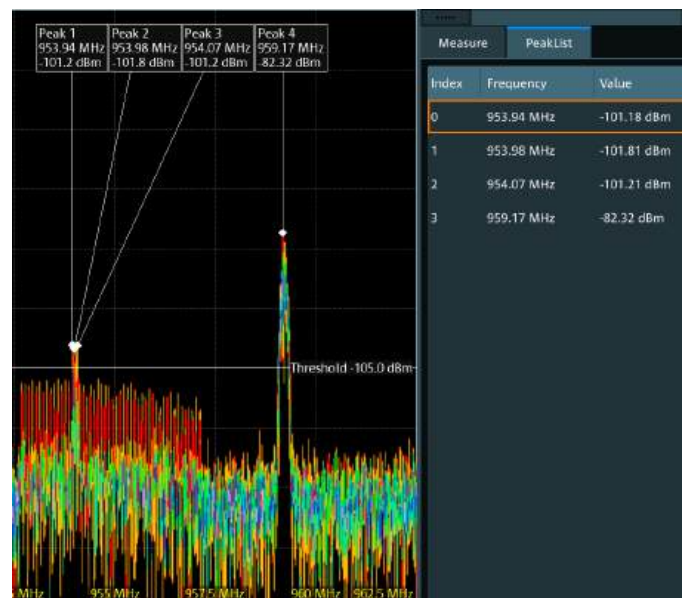 Peak 1 Peak 2 Peak 3 Peak 4
953.94 MHz 953.98 MHz 954.07 MHz 959.17 MHz
-101.2 dBm -101.8 dBm -101.2 dBm -82.32 dBm
Measure PeakList
Index Frequency Value
0 953.94 MHz -101.18 dBm
1 953.98 MHz -101.81 dBm
2 954.07 MHz -101.21 dBm
3 959.17 MHz -82.32 dBm
Threshold -105.0 dBm
MHz 955 MHz 957.5 MHz 960 MHz 962.5 MHz